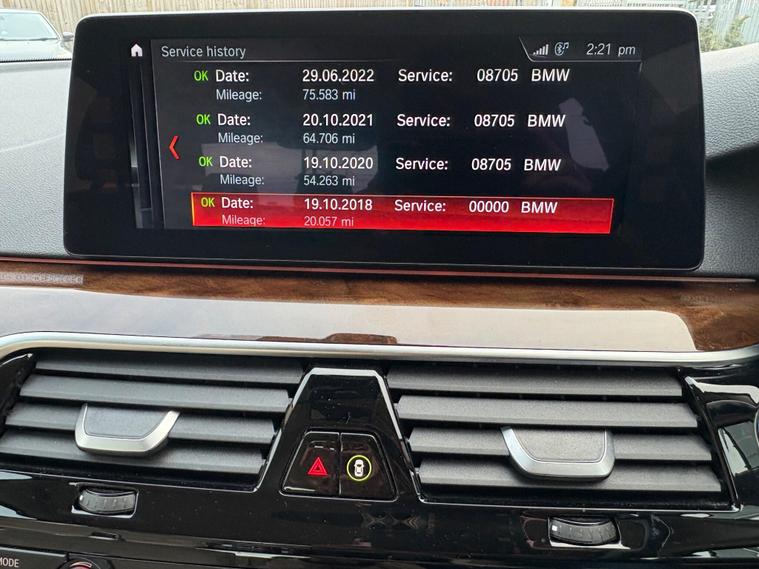 Service history 2:21 pm
OK Date: 29.06.2022 Service: 08705 BMW
Mileage: 75.583 mi
OK Date: 20.10.2021 Service: 08705 BMW
Mileage: 64.706 mi
OK Date: 19.10.2020 Service: 08705 BMW
Mileage: 54.263 mi
OK Date: 19.10.2018 Service: 00000 BMW
Mileage: 20.057 mi
MODE